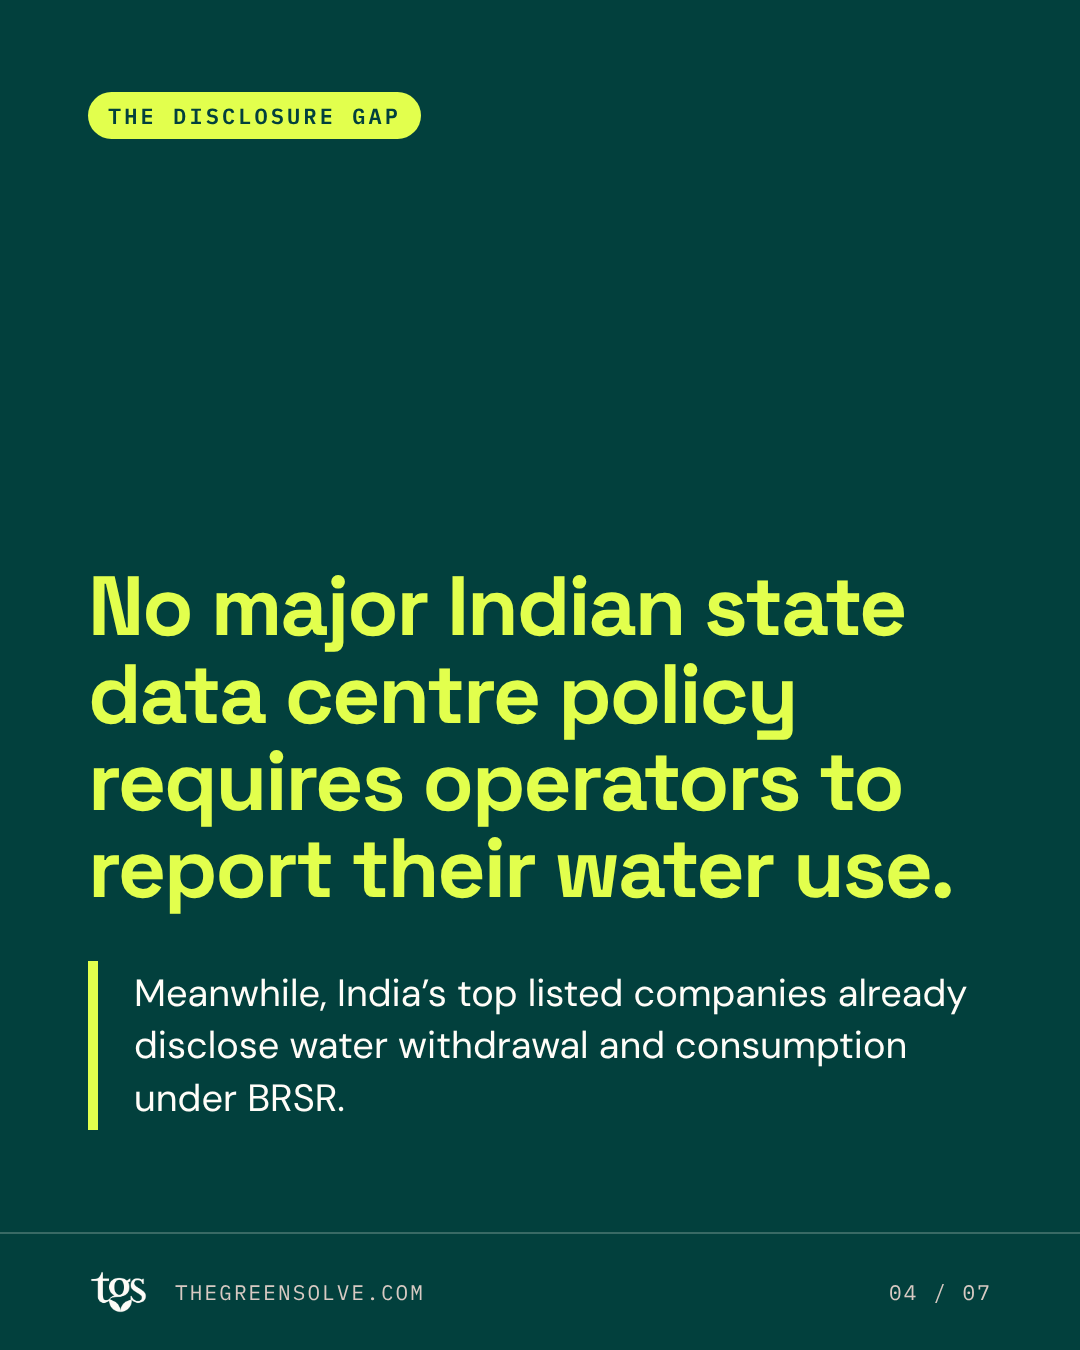 THE DISCLOSURE GAP
No major Indian state
data centre policy
requires operators to
report their water use.
Meanwhile, India’s top listed companies already
disclose water withdrawal and consumption
under BRSR.
tgs THEGREENSOLVE.COM 04 / 07